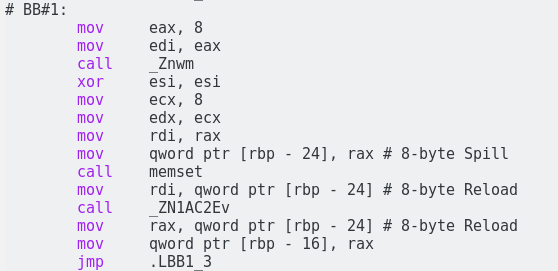 # BB#1:
mov eax, 8
mov edi, eax
call _Znwm
xor esi, esi
mov ecx, 8
mov edx, ecx
mov rdi, rax
mov qword ptr [rbp - 24], rax # 8-byte Spill
call memset
mov rdi, qword ptr [rbp - 24] # 8-byte Reload
call _ZN1AC2Ev
mov rax, qword ptr [rbp - 24] # 8-byte Reload
mov qword ptr [rbp - 16], rax
jmp .LBB1_3